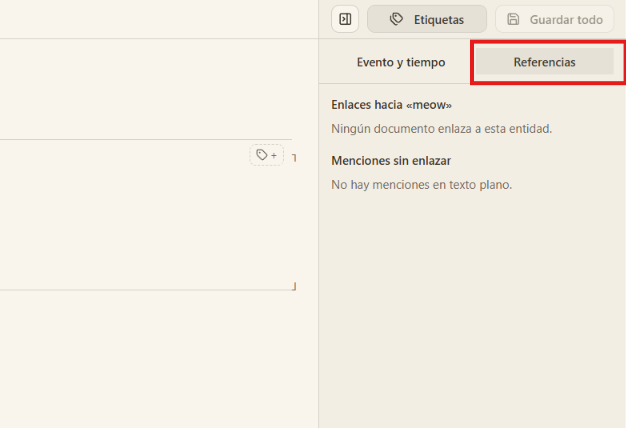 Etiquetas
Guardar todo
Evento y tiempo
Referencias
Enlaces hacia «meow»
Ningún documento enlaza a esta entidad.
+
Menciones sin enlazar
No hay menciones en texto plano.